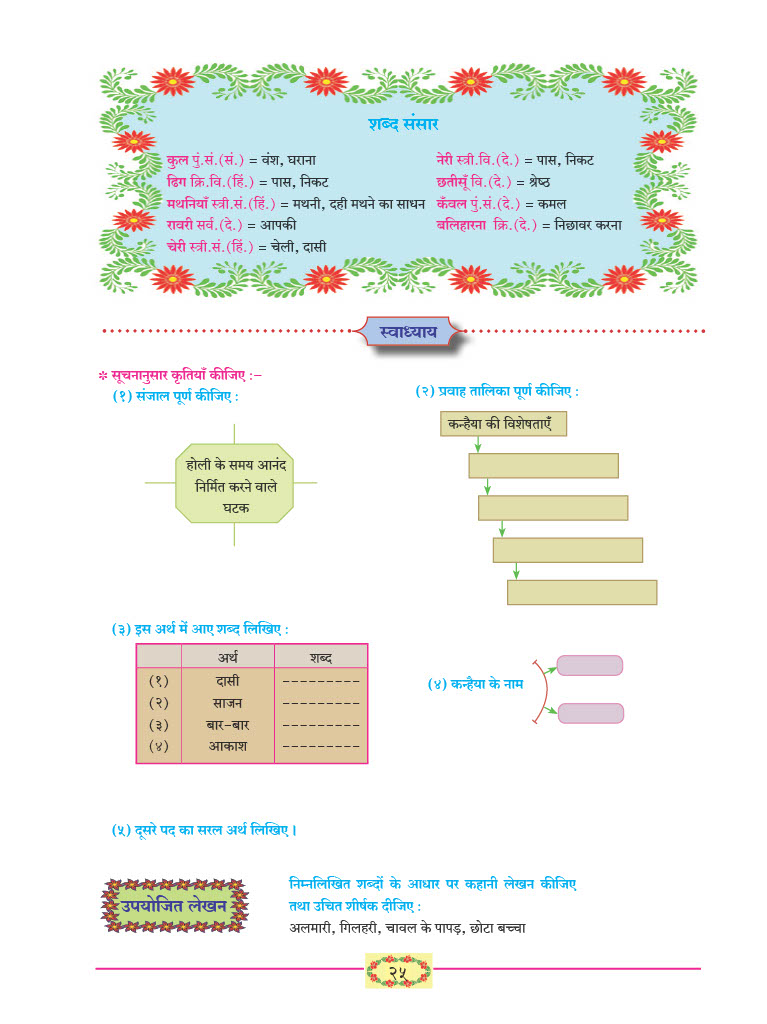 शब्द संसार
कुल पुं.सं.(सं.) = वंश, घराना
ढिग क्रि.वि.(हिं.) = पास, निकट
मथनियाँ स्त्री.सं.(हिं.) = मथनी, दही मथने का साधन
रावरी सर्व.(दे.) = आपकी
चेरी स्त्री.सं.(हिं.) = चेली, दासी
नेरी स्त्री.वि.(दे.) = पास, निकट
छतीसूँ वि.(दे.) = श्रेष्ठ
कँवल पुं.सं.(दे.) = कमल
बलिहारना क्रि.(दे.) = निछावर करना
स्वाध्याय
* सूचनानुसार कृतियाँ कीजिए :-
(१) संजाल पूर्ण कीजिए :
होली के समय आनंद
निर्मित करने वाले
घटक
(२) प्रवाह तालिका पूर्ण कीजिए :
कन्हैया की विशेषताएँ
(३) इस अर्थ में आए शब्द लिखिए :
अर्थ शब्द
(१) दासी ---------
(२) साजन ---------
(३) बार-बार ---------
(४) आकाश ---------
(४) कन्हैया के नाम
(५) दूसरे पद का सरल अर्थ लिखिए ।
उपयोजित लेखन
निम्नलिखित शब्दों के आधार पर कहानी लेखन कीजिए
तथा उचित शीर्षक दीजिए :
अलमारी, गिलहरी, चावल के पापड़, छोटा बच्चा
२५